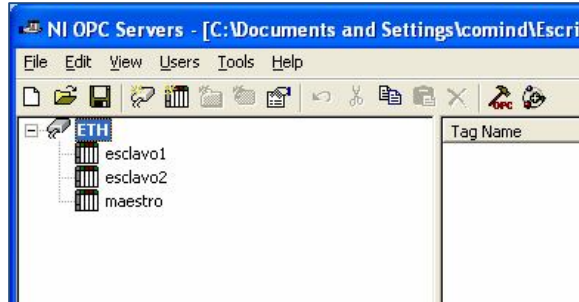 NI OPC Servers - [C:\Documents and Settings\comind\Escri
File Edit View Users Tools Help
OPC
ETH
Tag Name
esclavo1
esclavo2
maestro